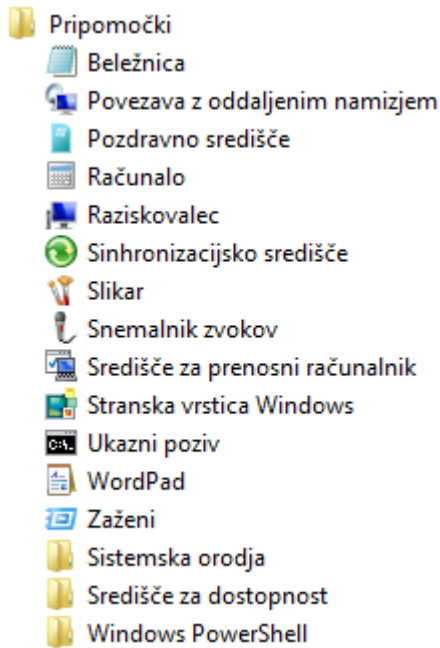 Pripomočki
Beležnica
Povezava z oddaljenim namizjem
Pozdravno središče
Računalo
Raziskovalec
Sinhronizacijsko središče
Slikar
Snemalnik zvokov
Središče za prenosni računalnik
Stranska vrstica Windows
Ukazni poziv
WordPad
Zaženi
Sistemska orodja
Središče za dostopnost
Windows PowerShell